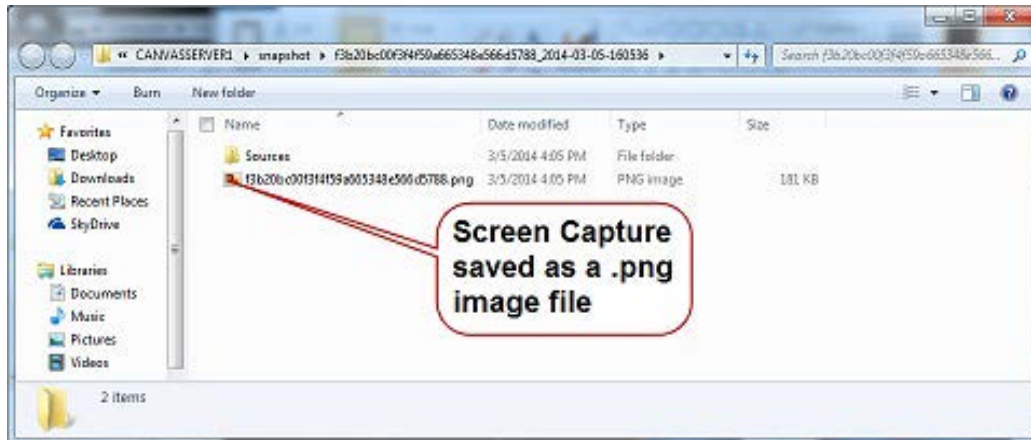 « CANVASSERVER1 ▸ snapshot ▸ f3b20bc00f3f4f59a665348e566d5788_2014-03-05-160536 ▸
Search f3b20bc00f3f4f59a665348e566...
Organize Burn New folder
Name Date modified Type Size
Favorites
Desktop
Downloads
Recent Places
SkyDrive
Libraries
Documents
Music
Pictures
Videos
Sources 3/5/2014 4:05 PM File folder
f3b20bc00f3f4f59a665348e566d5788.png 3/5/2014 4:05 PM PNG image 181 KB
Screen Capture
saved as a .png
image file
2 items